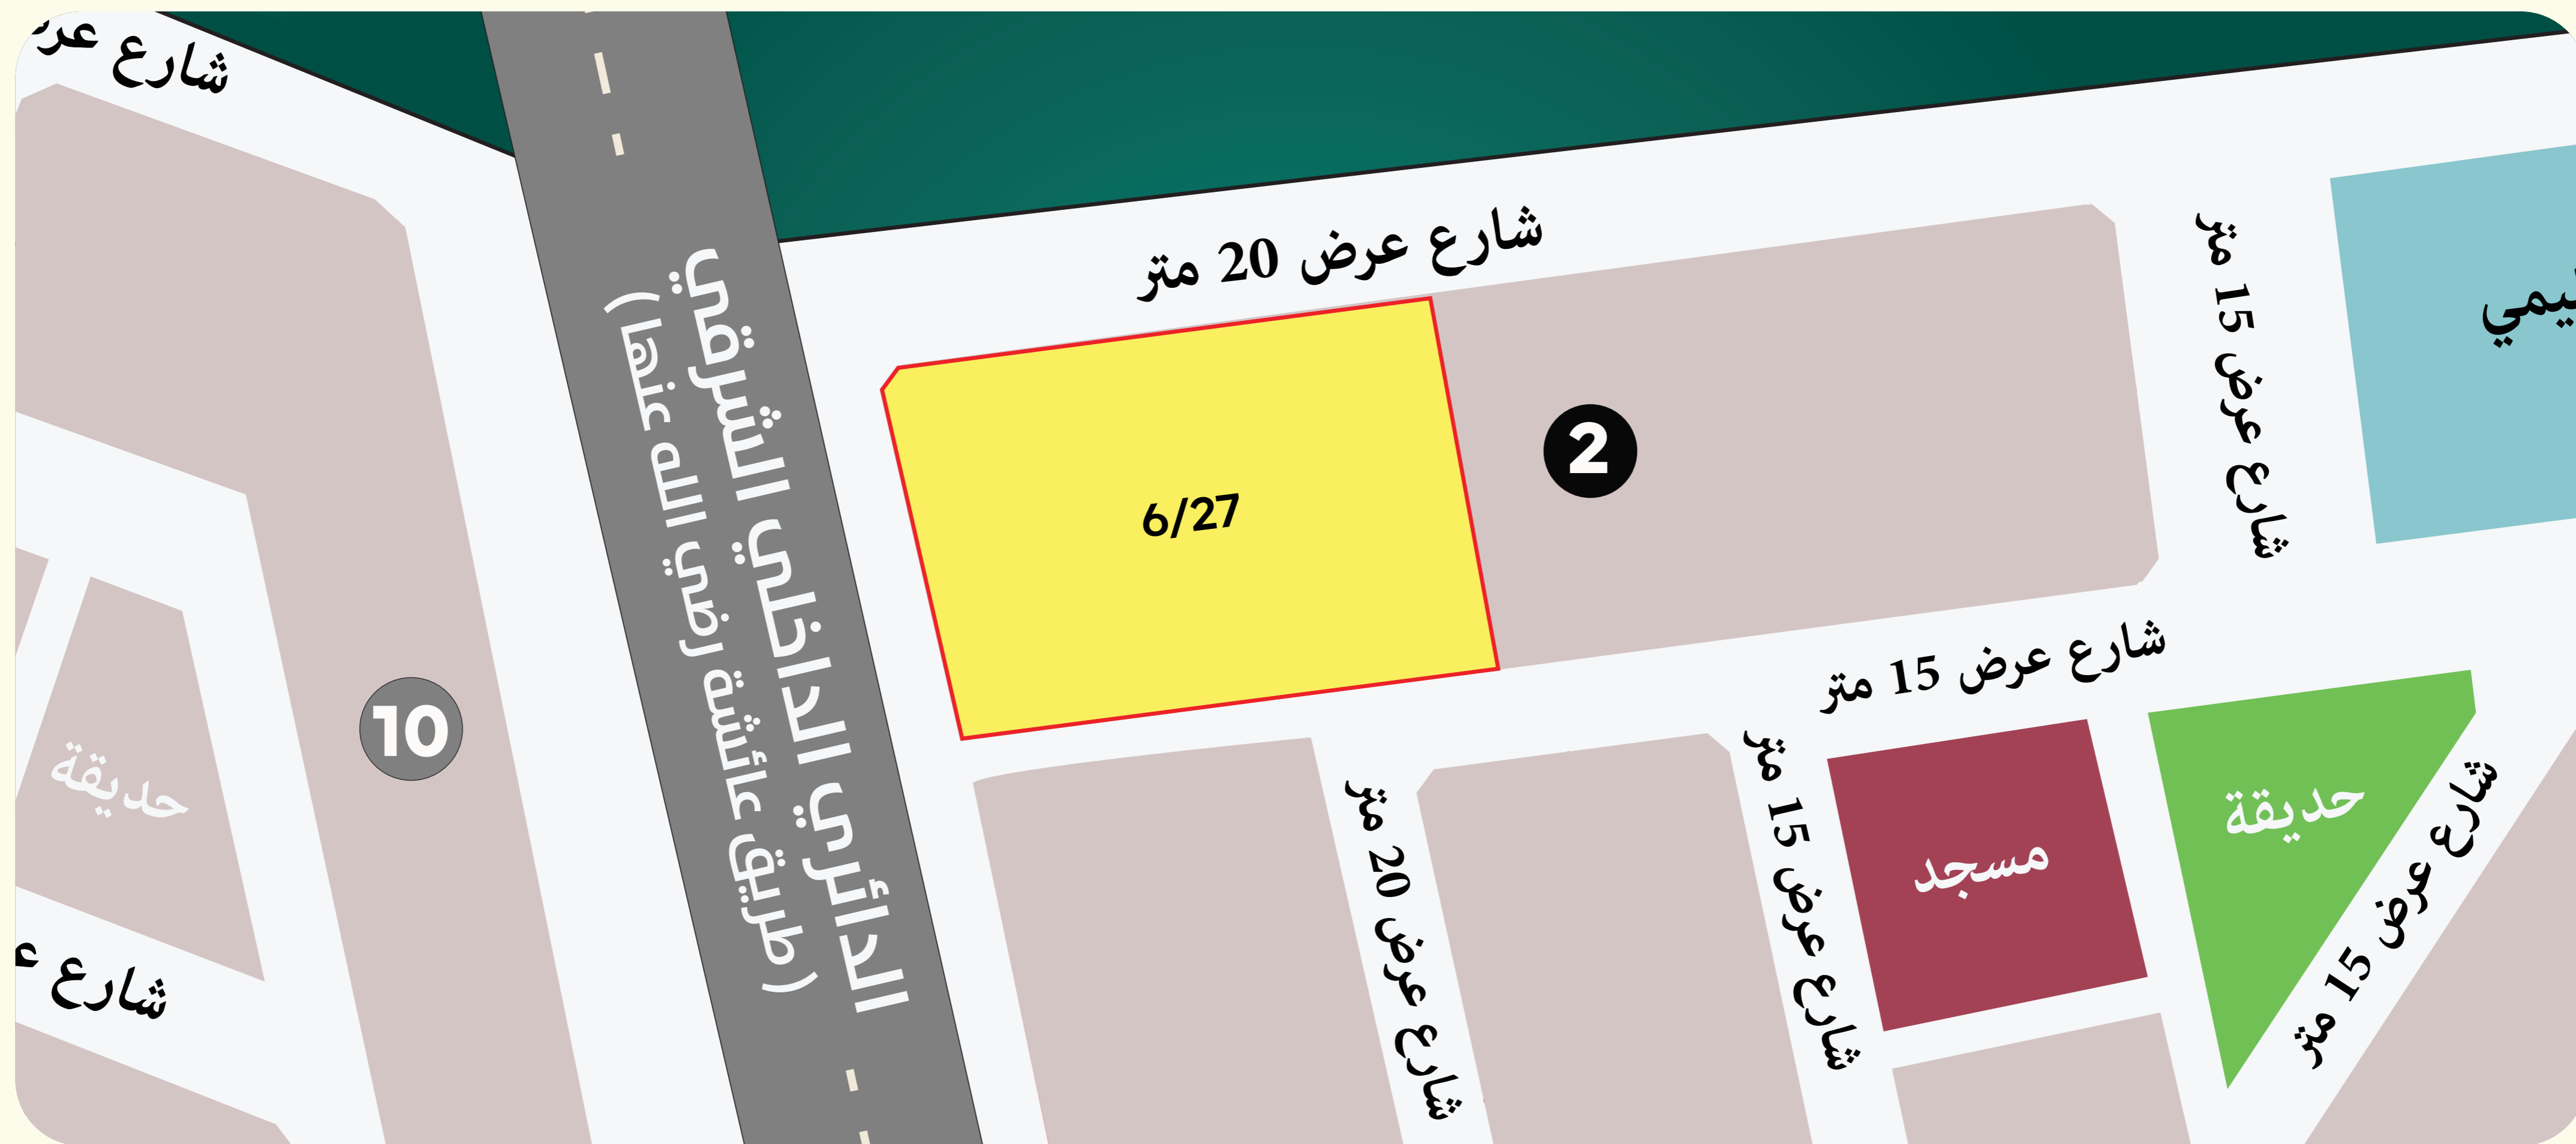 شارع
شارع عرض 20 متر
شارع عرض 15 متر
الدائري الداخلي الشرقي
(طريق عائشة رضي الله عنها)
6/27
2
شارع عرض 15 متر
10
حديقة
شارع عرض 20 متر
شارع عرض 15 متر
مسجد
حديقة
شارع عرض 15 متر
شارع